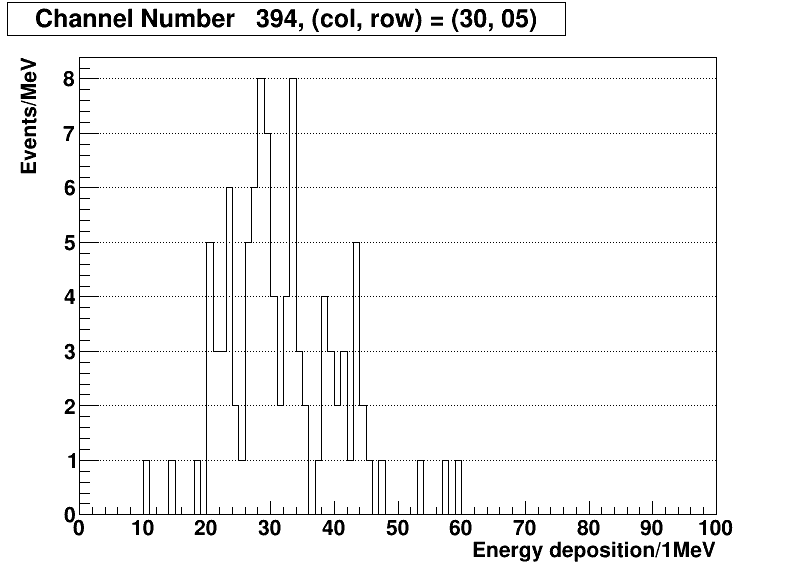 Channel Number 394, (col, row) = (30, 05)
Events/MeV
8
7
6
5
4
3
2
1
0
0 10 20 30 40 50 60 70 80 90 100
Energy deposition/1MeV